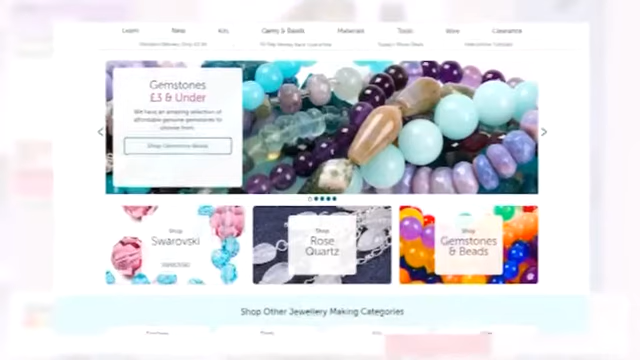 Learn New Kits Gems & Beads Materials Tools Wire Clearance
Gemstones
£3 & Under
We have an amazing selection of
affordable genuine gemstones to
choose from.
Shop Gemstone Beads
Shop
Swarovski
SWAROVSKI
Shop
Rose
Quartz
Shop
Gemstones
& Beads
Shop Other Jewellery Making Categories